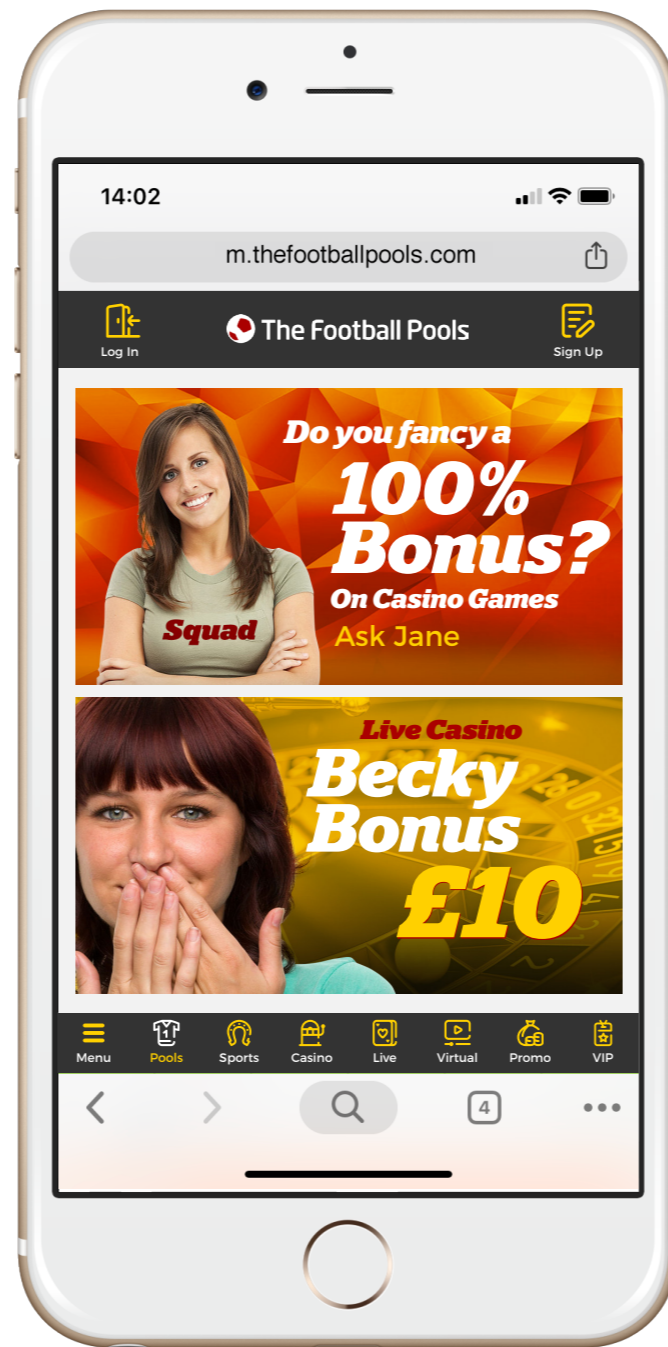 14:02
m.thefootballpools.com
Log In
The Football Pools
Sign Up
Do you fancy a
100%
Bonus?
On Casino Games
Ask Jane
Squad
Live Casino
Becky
Bonus
£10
1
Menu
Pools
Sports
Casino
Live
Virtual
Promo
VIP
4